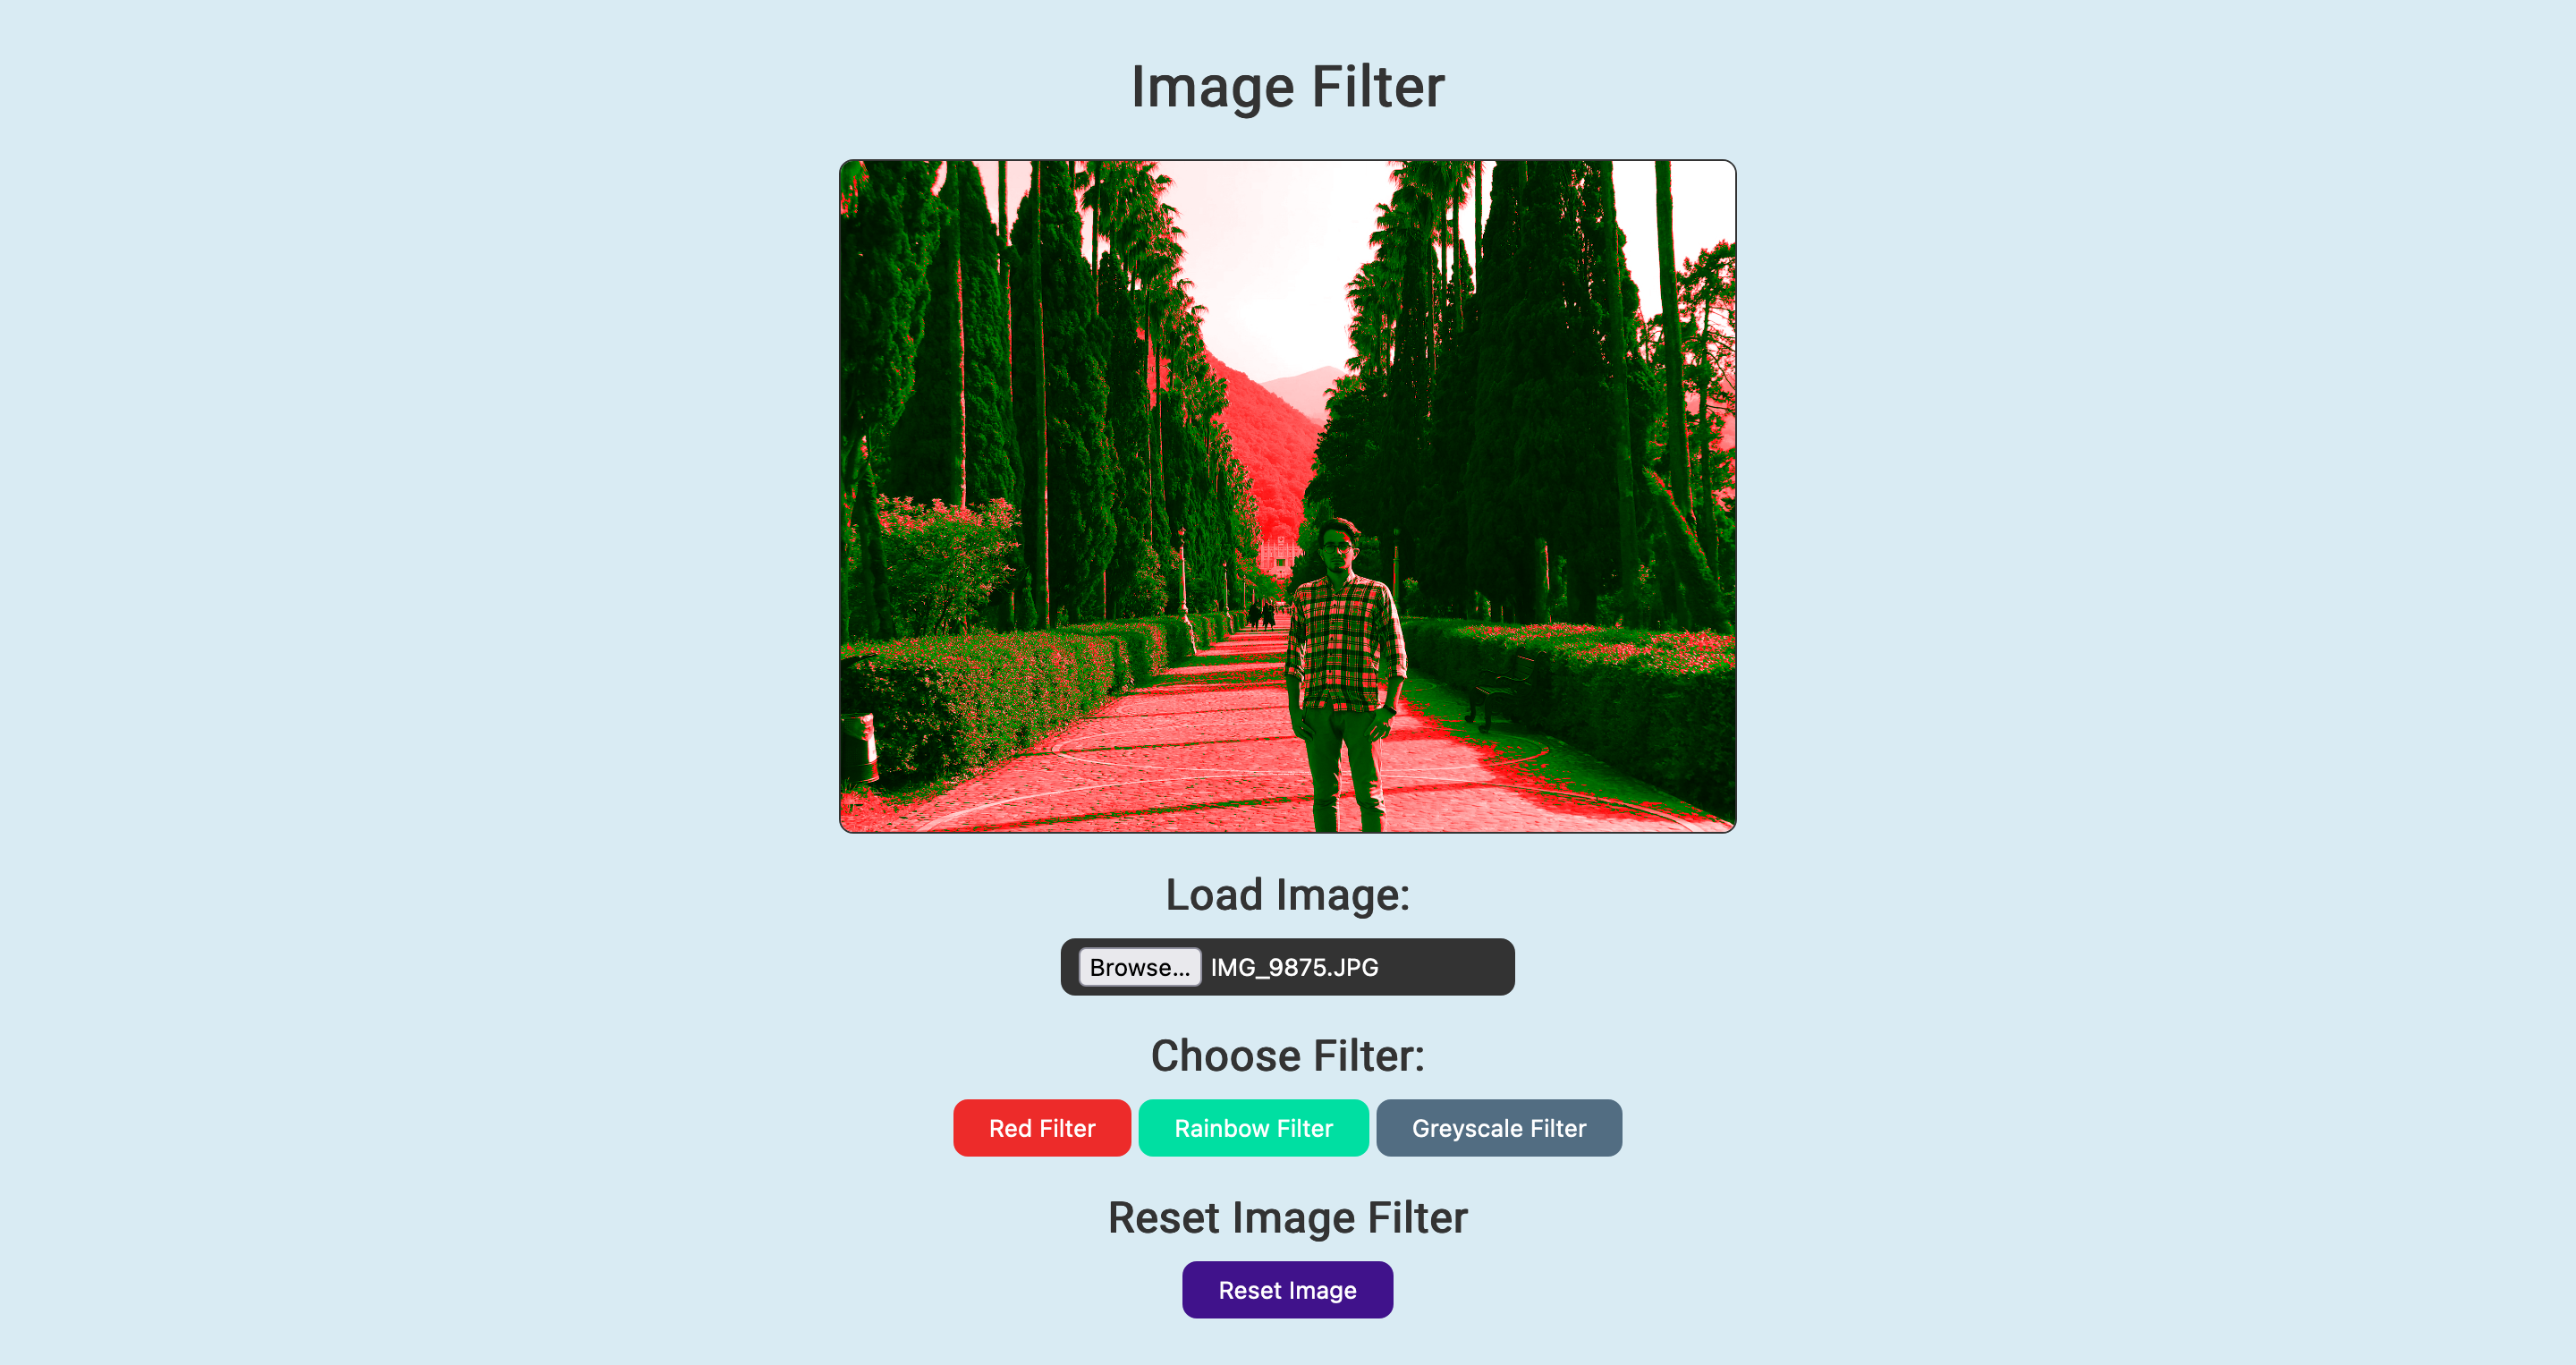 Image Filter
Load Image:
Browse... IMG_9875.JPG
Choose Filter:
Red Filter Rainbow Filter Greyscale Filter
Reset Image Filter
Reset Image